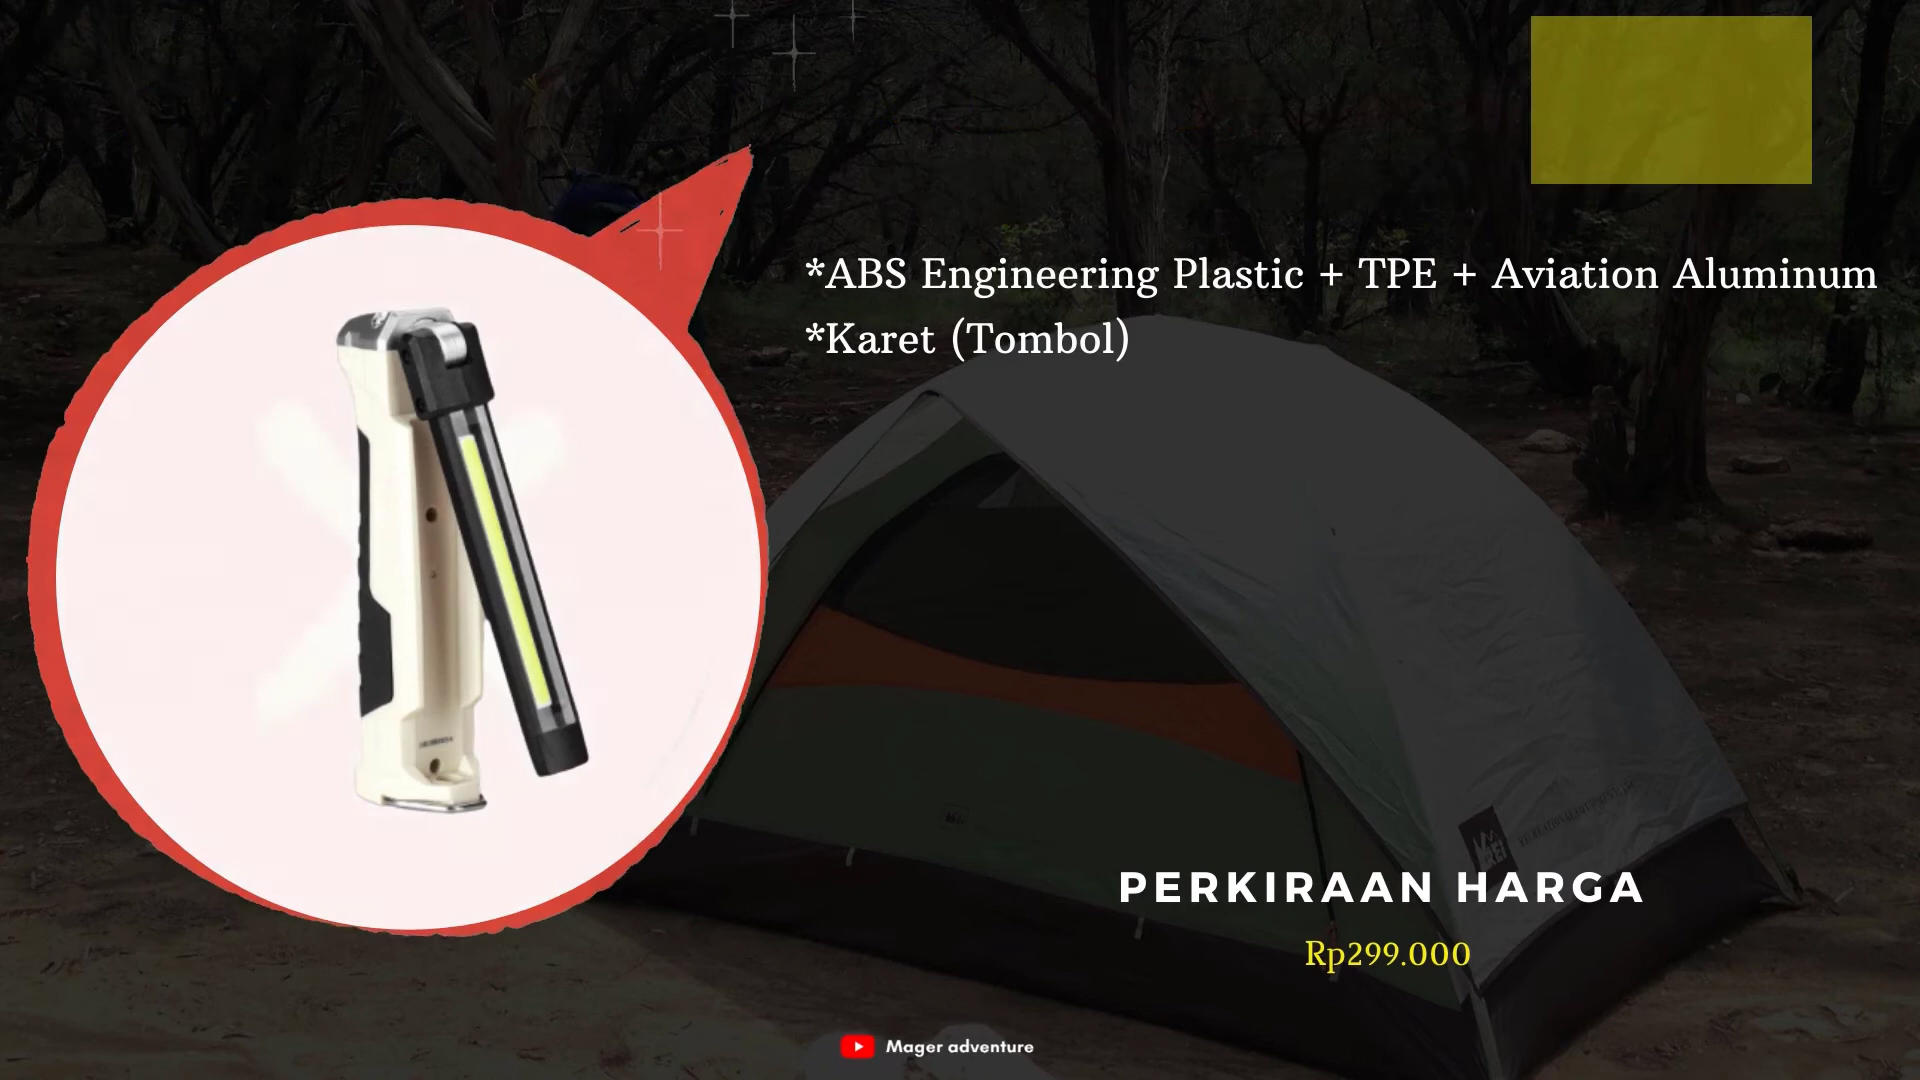 *ABS Engineering Plastic + TPE + Aviation Aluminum
*Karet (Tombol)
PERKIRAAN HARGA
Rp299.000
Mager adventure